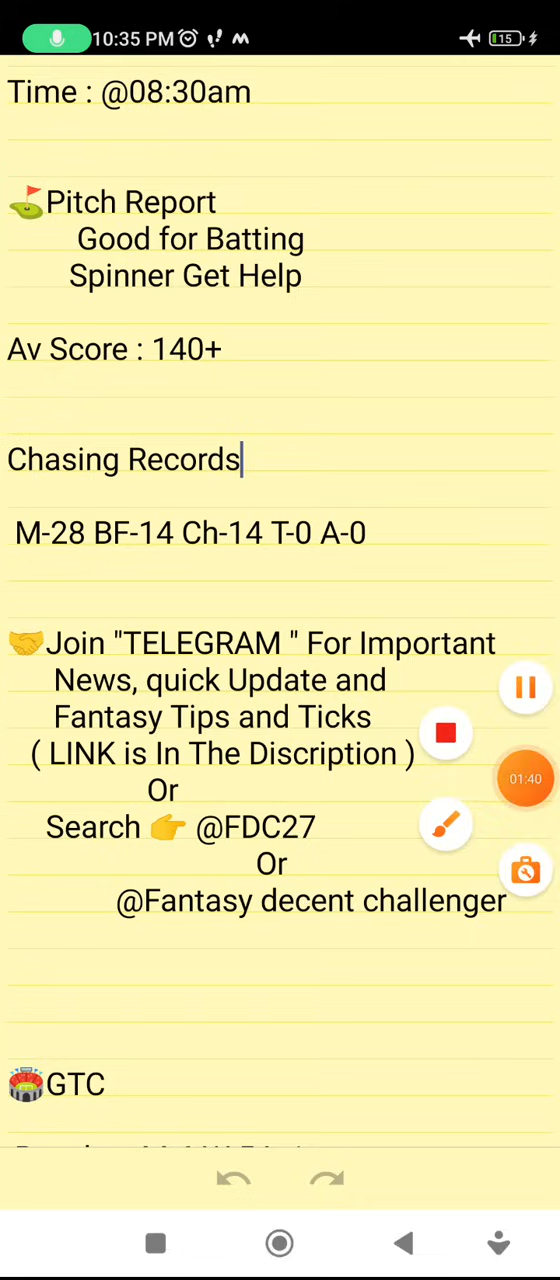 10:35 PM 15
Time : @08:30am
Pitch Report
Good for Batting
Spinner Get Help
Av Score : 140+
Chasing Records
M-28 BF-14 Ch-14 T-0 A-0
Join "TELEGRAM " For Important
News, quick Update and
Fantasy Tips and Ticks
( LINK is In The Discription )
Or
Search 👉 @FDC27
Or
@Fantasy decent challenger
01:40
GTC